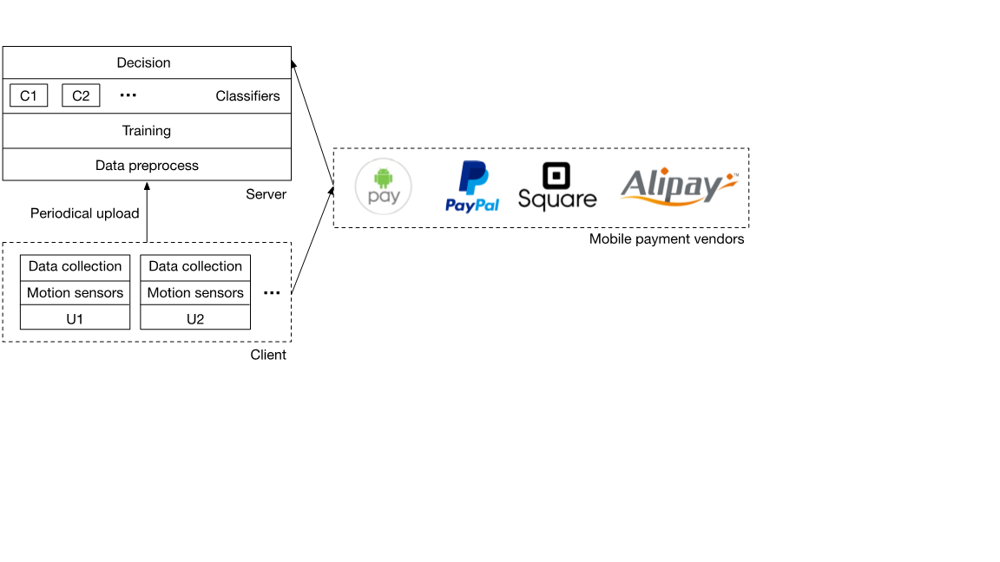 Decision
C1 C2 ... Classifiers
Training
Data preprocess
Server
Periodical upload
Data collection Data collection
Motion sensors Motion sensors ...
U1 U2
Client
pay PayPal Square Alipay™
Mobile payment vendors